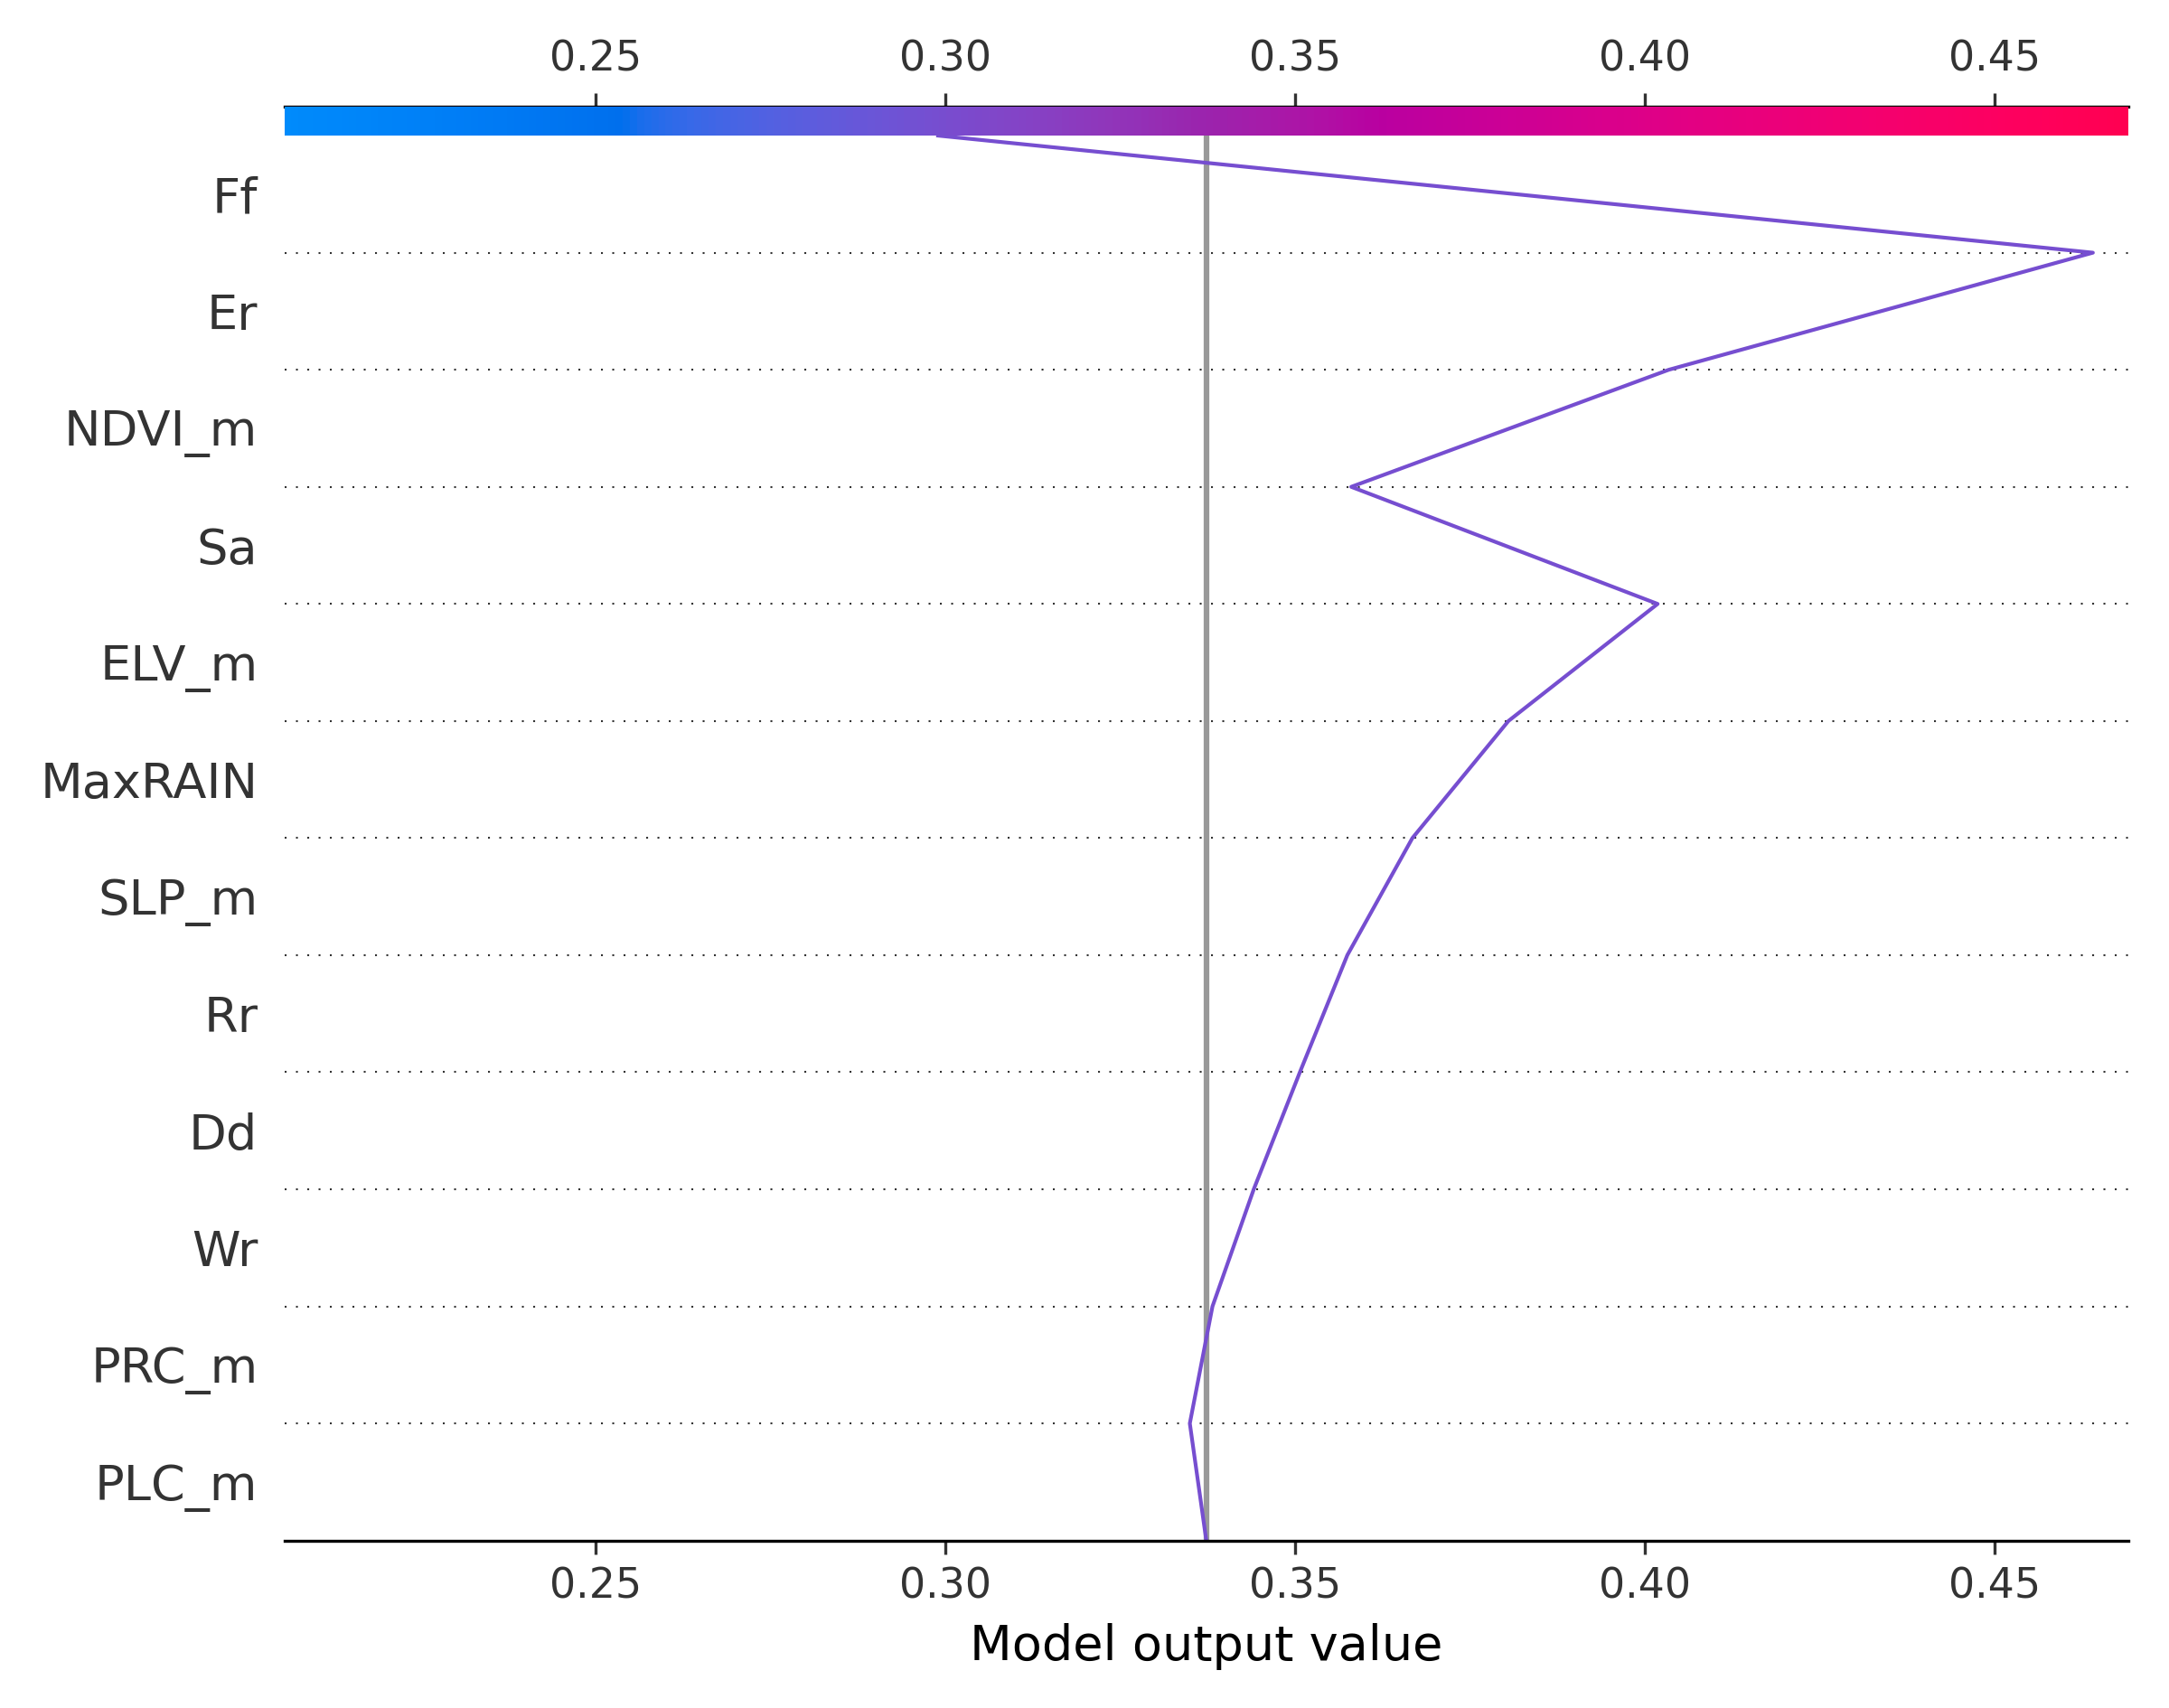 0.25 0.30 0.35 0.40 0.45
Ff
Er
NDVI_m
Sa
ELV_m
MaxRAIN
SLP_m
Rr
Dd
Wr
PRC_m
PLC_m
0.25 0.30 0.35 0.40 0.45
Model output value